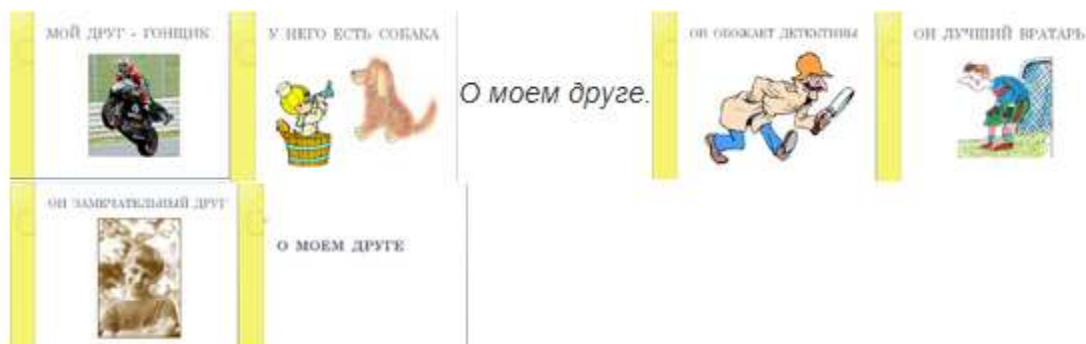 МОЙ ДРУГ - ГОНЩИК
У НЕГО ЕСТЬ СОБАКА
О моем друге.
ОН ОБОЖАЕТ ДЕТЕКТИВЫ
ОН ЛУЧШИЙ ВРАТАРЬ
ОН ЗАМЕЧАТЕЛЬНЫЙ ДРУГ
О МОЕМ ДРУГЕ